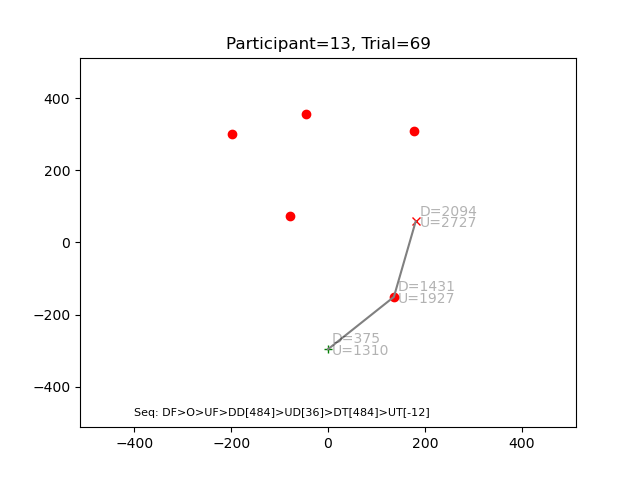 Participant=13, Trial=69
400
200
0
−200
−400
D=2094
U=2727
D=1431
U=1927
D=375
U=1310
Seq: DF>O>UF>DD[484]>UD[36]>DT[484]>UT[-12]
−400 −200 0 200 400